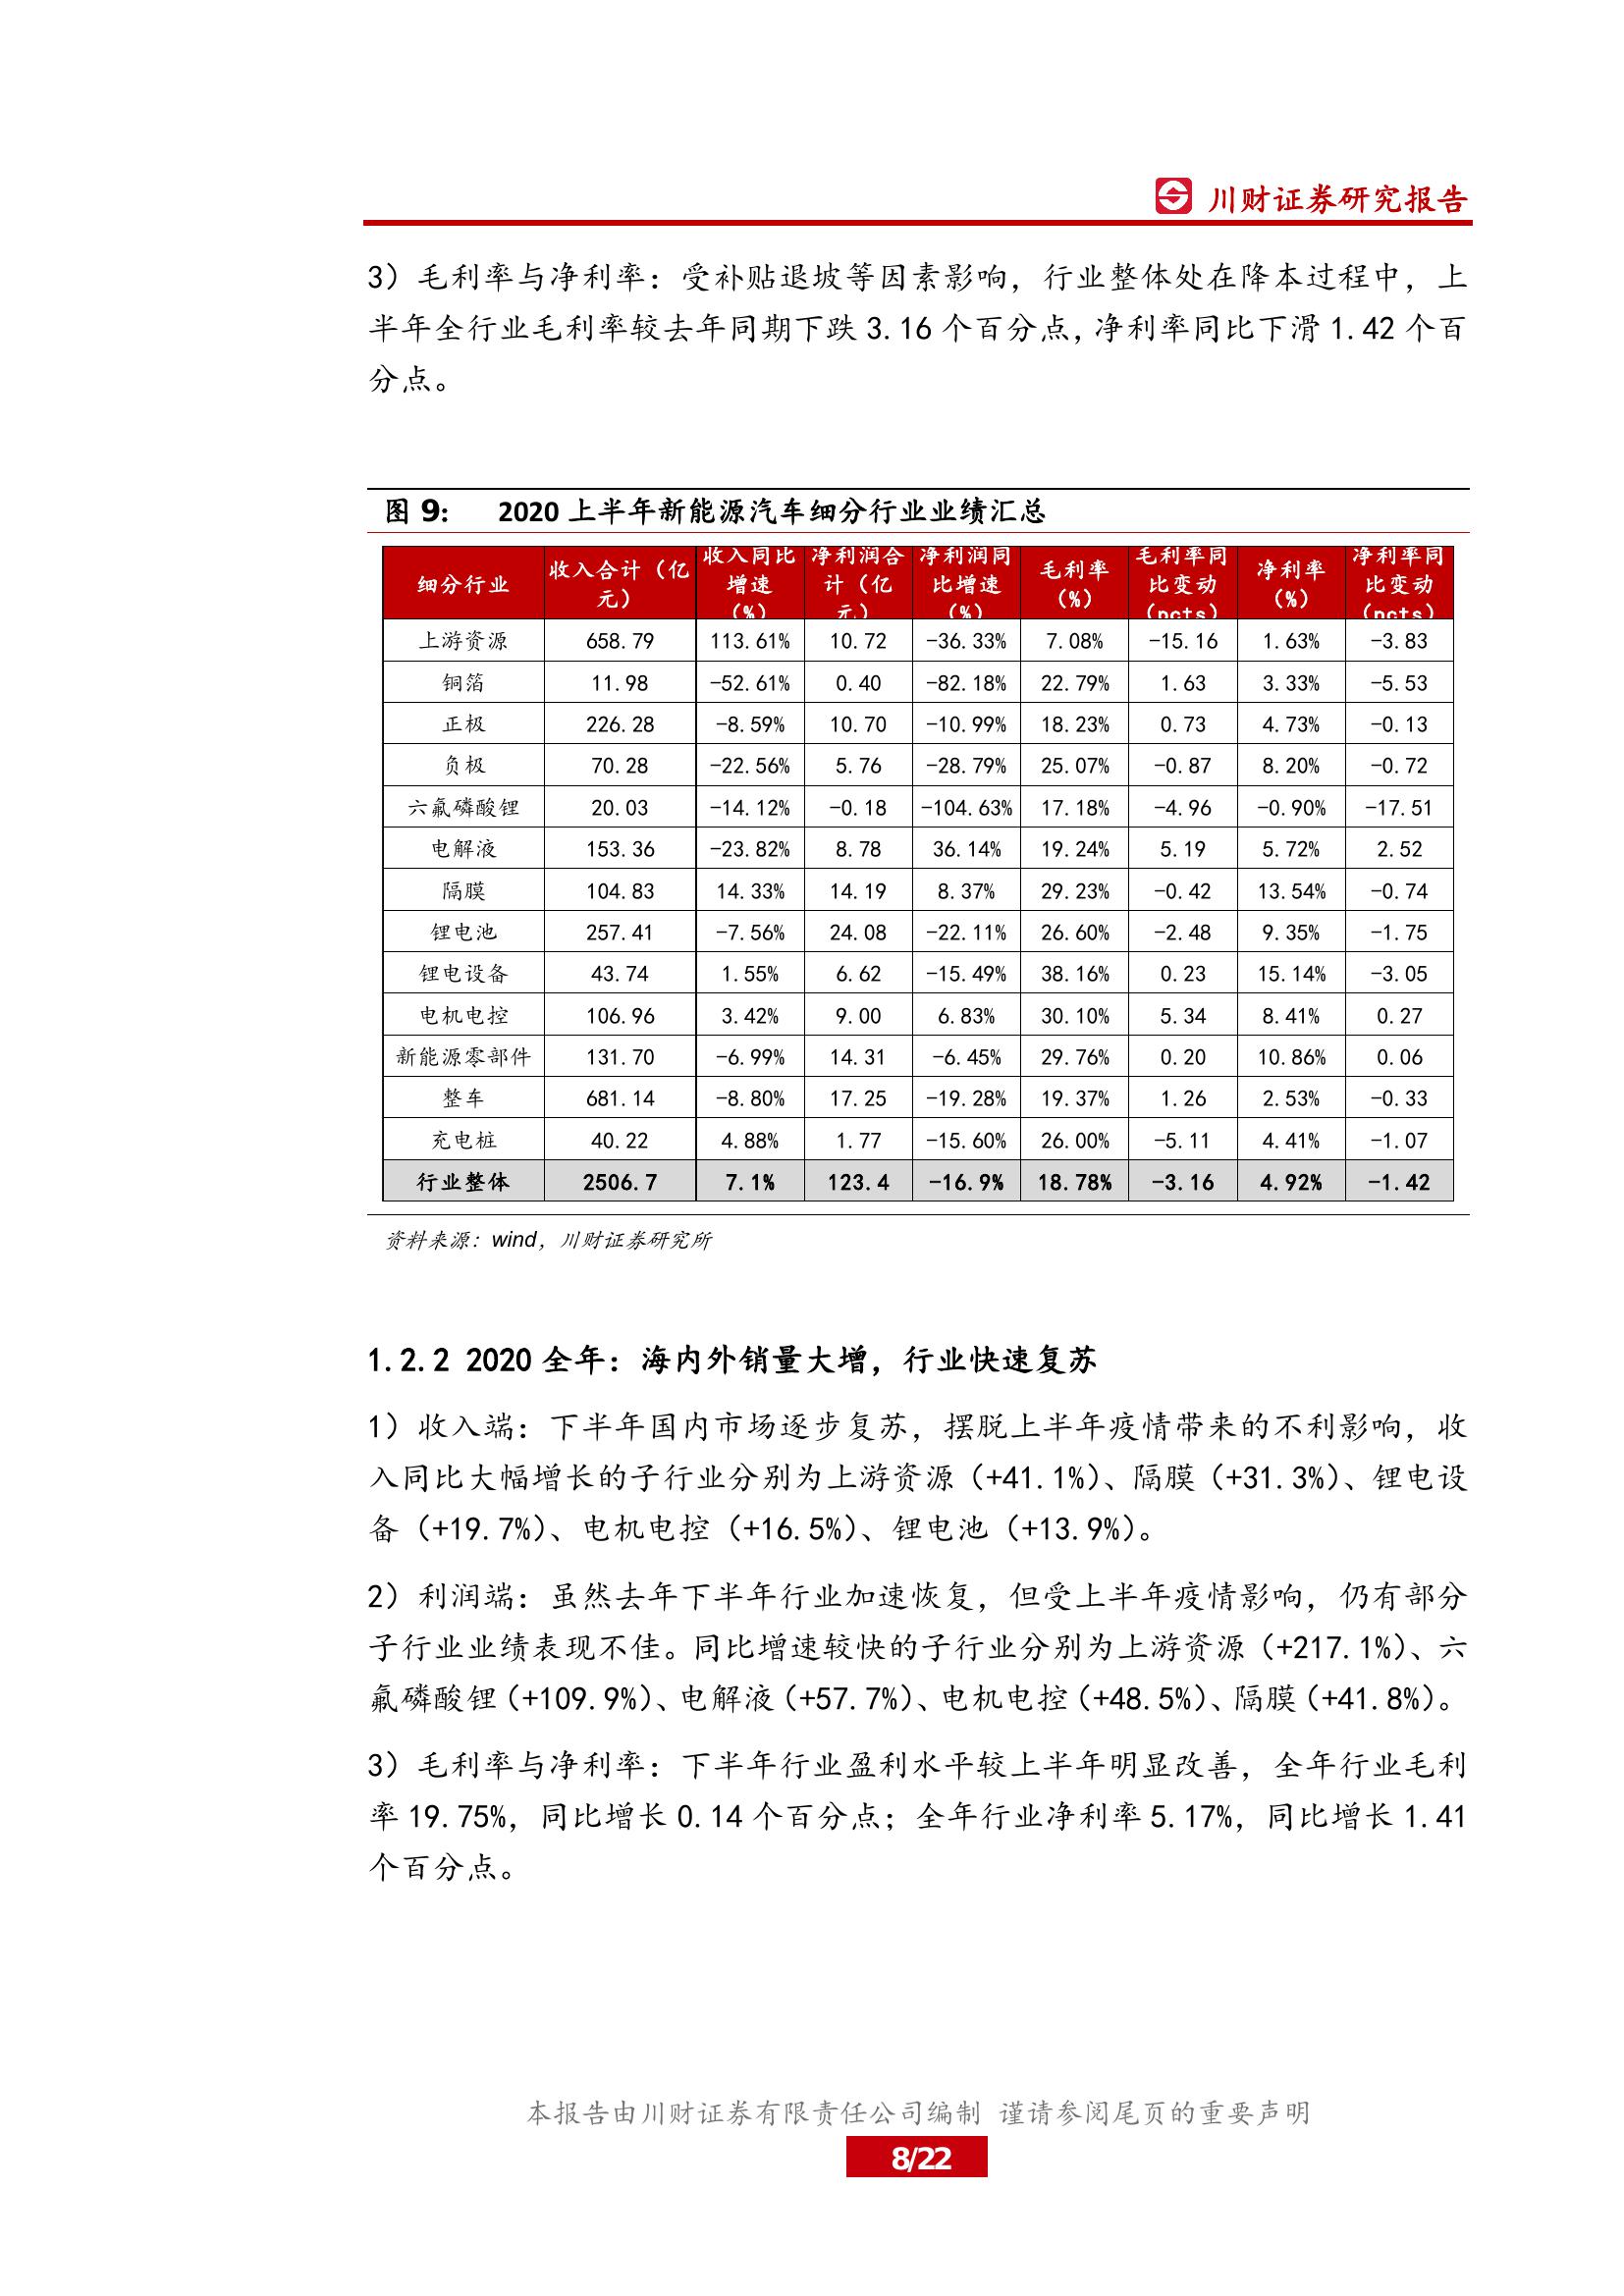 川财证券研究报告
3）毛利率与净利率：受补贴退坡等因素影响，行业整体处在降本过程中，上
半年全行业毛利率较去年同期下跌 3.16 个百分点，净利率同比下滑 1.42 个百
分点。
图 9： 2020 上半年新能源汽车细分行业业绩汇总
细分行业 收入合计（亿元） 收入同比增速（%） 净利润合计（亿元） 净利润同比增速（%） 毛利率（%） 毛利率同比变动（pcts） 净利率（%） 净利率同比变动（pcts）
上游资源 658.79 113.61% 10.72 -36.33% 7.08% -15.16 1.63% -3.83
铜箔 11.98 -52.61% 0.40 -82.18% 22.79% 1.63 3.33% -5.53
正极 226.28 -8.59% 10.70 -10.99% 18.23% 0.73 4.73% -0.13
负极 70.28 -22.56% 5.76 -28.79% 25.07% -0.87 8.20% -0.72
六氟磷酸锂 20.03 -14.12% -0.18 -104.63% 17.18% -4.96 -0.90% -17.51
电解液 153.36 -23.82% 8.78 36.14% 19.24% 5.19 5.72% 2.52
隔膜 104.83 14.33% 14.19 8.37% 29.23% -0.42 13.54% -0.74
锂电池 257.41 -7.56% 24.08 -22.11% 26.60% -2.48 9.35% -1.75
锂电设备 43.74 1.55% 6.62 -15.49% 38.16% 0.23 15.14% -3.05
电机电控 106.96 3.42% 9.00 6.83% 30.10% 5.34 8.41% 0.27
新能源零部件 131.70 -6.99% 14.31 -6.45% 29.76% 0.20 10.86% 0.06
整车 681.14 -8.80% 17.25 -19.28% 19.37% 1.26 2.53% -0.33
充电桩 40.22 4.88% 1.77 -15.60% 26.00% -5.11 4.41% -1.07
行业整体 2506.7 7.1% 123.4 -16.9% 18.78% -3.16 4.92% -1.42
资料来源：wind，川财证券研究所
1.2.2 2020 全年：海内外销量大增，行业快速复苏
1）收入端：下半年国内市场逐步复苏，摆脱上半年疫情带来的不利影响，收
入同比大幅增长的子行业分别为上游资源（+41.1%）、隔膜（+31.3%）、锂电设
备（+19.7%）、电机电控（+16.5%）、锂电池（+13.9%）。
2）利润端：虽然去年下半年行业加速恢复，但受上半年疫情影响，仍有部分
子行业业绩表现不佳。同比增速较快的子行业分别为上游资源（+217.1%）、六
氟磷酸锂（+109.9%）、电解液（+57.7%）、电机电控（+48.5%）、隔膜（+41.8%）。
3）毛利率与净利率：下半年行业盈利水平较上半年明显改善，全年行业毛利
率 19.75%，同比增长 0.14 个百分点；全年行业净利率 5.17%，同比增长 1.41
个百分点。
本报告由川财证券有限责任公司编制 谨请参阅尾页的重要声明
8/22